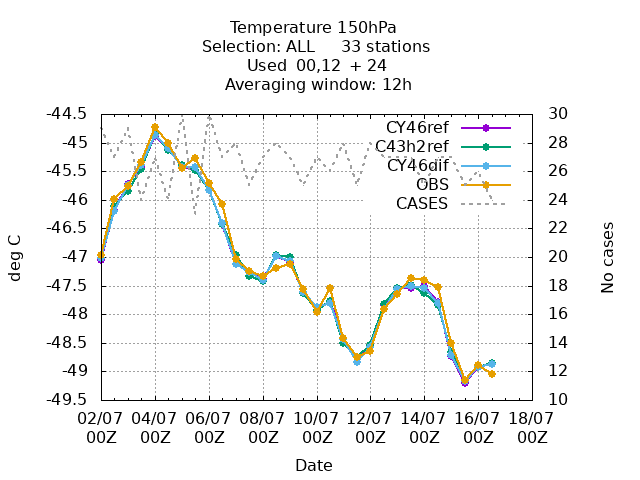 Temperature 150hPa
Selection: ALL 33 stations
Used 00,12 + 24
Averaging window: 12h
-44.5
-45
-45.5
-46
-46.5
-47
-47.5
-48
-48.5
-49
-49.5
deg C
30
28
26
24
22
20
18
16
14
12
10
No cases
CY46ref
C43h2ref
CY46dif
OBS
CASES
02/07 04/07 06/07 08/07 10/07 12/07 14/07 16/07 18/07
00Z 00Z 00Z 00Z 00Z 00Z 00Z 00Z 00Z
Date